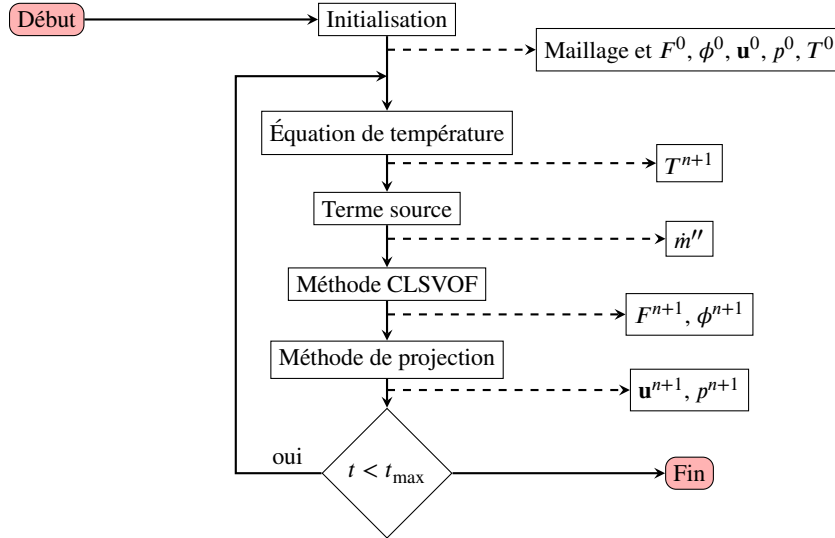 Début
Initialisation
Maillage et F⁰, ϕ⁰, 𝐮⁰, p⁰, T⁰
Équation de température
Tⁿ⁺¹
Terme source
ṁ″
Méthode CLSVOF
Fⁿ⁺¹, ϕⁿ⁺¹
Méthode de projection
𝐮ⁿ⁺¹, pⁿ⁺¹
oui
t < t_max
Fin